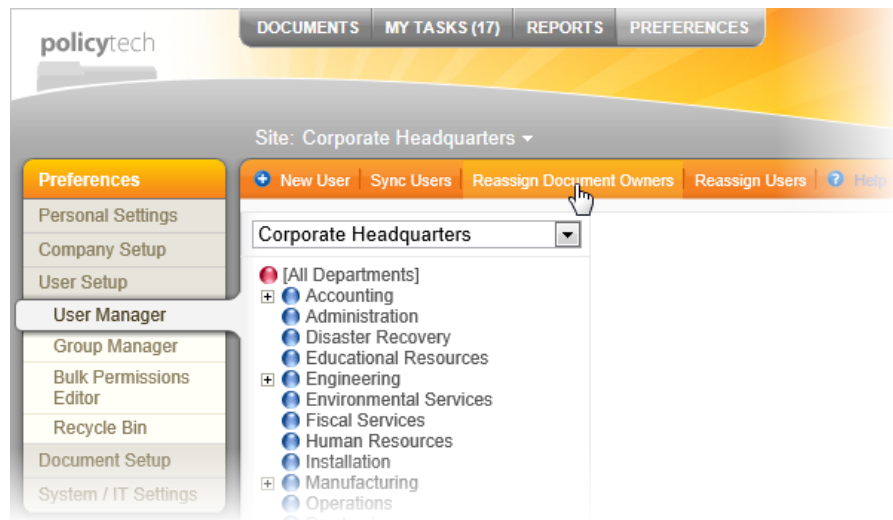 DOCUMENTS MY TASKS (17) REPORTS PREFERENCES
policytech
Site: Corporate Headquarters
Preferences
New User Sync Users Reassign Document Owners Reassign Users Help
Personal Settings
Company Setup
User Setup
User Manager
Group Manager
Bulk Permissions
Editor
Recycle Bin
Document Setup
System / IT Settings
Corporate Headquarters
[All Departments]
Accounting
Administration
Disaster Recovery
Educational Resources
Engineering
Environmental Services
Fiscal Services
Human Resources
Installation
Manufacturing
Operations